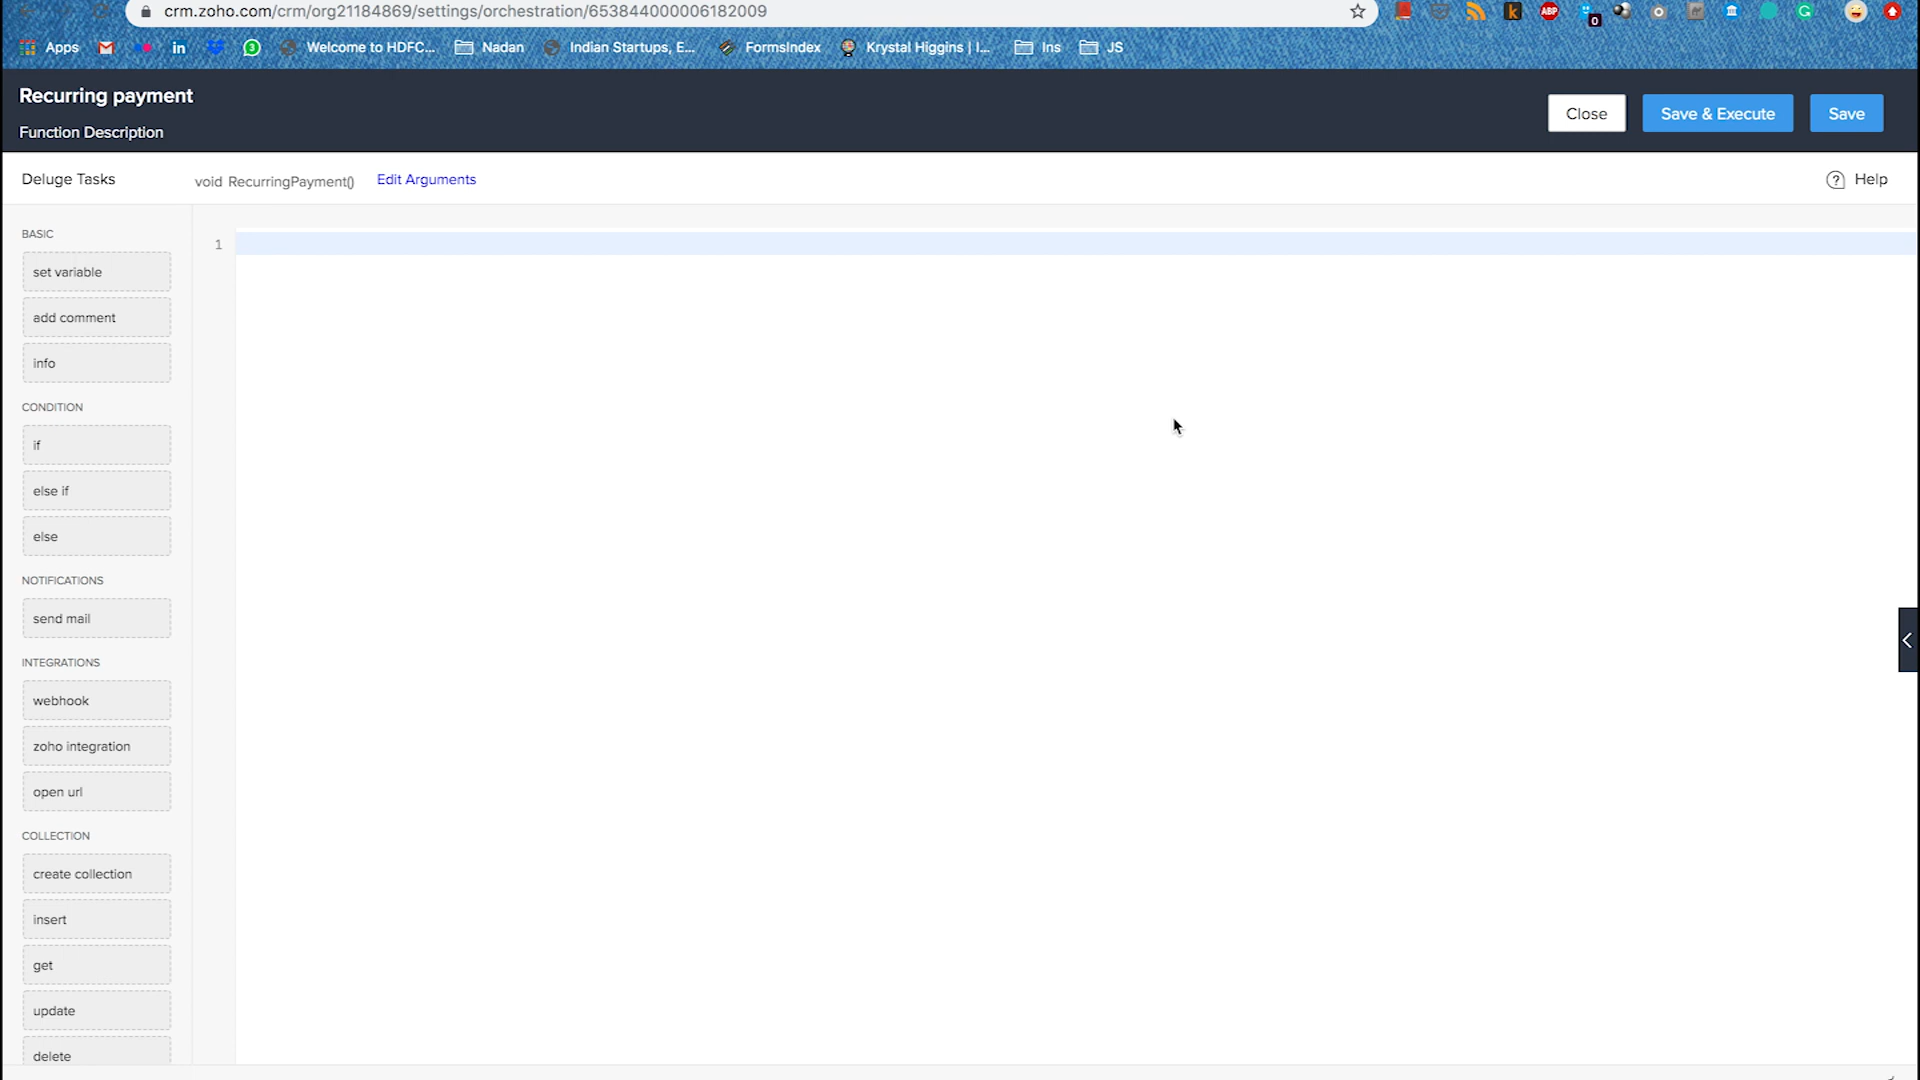 crm.zoho.com/crm/org21184869/settings/orchestration/653844000006182009
ABP
0
Apps
3
Welcome to HDFC...
Nadan
Indian Startups, E...
FormsIndex
Krystal Higgins | I...
Ins
JS
Recurring payment
Function Description
Close
Save & Execute
Save
Deluge Tasks
void RecurringPayment()
Edit Arguments
? Help
BASIC
1
set variable
add comment
info
CONDITION
if
else if
else
NOTIFICATIONS
send mail
INTEGRATIONS
webhook
zoho integration
open url
COLLECTION
create collection
insert
get
update
delete